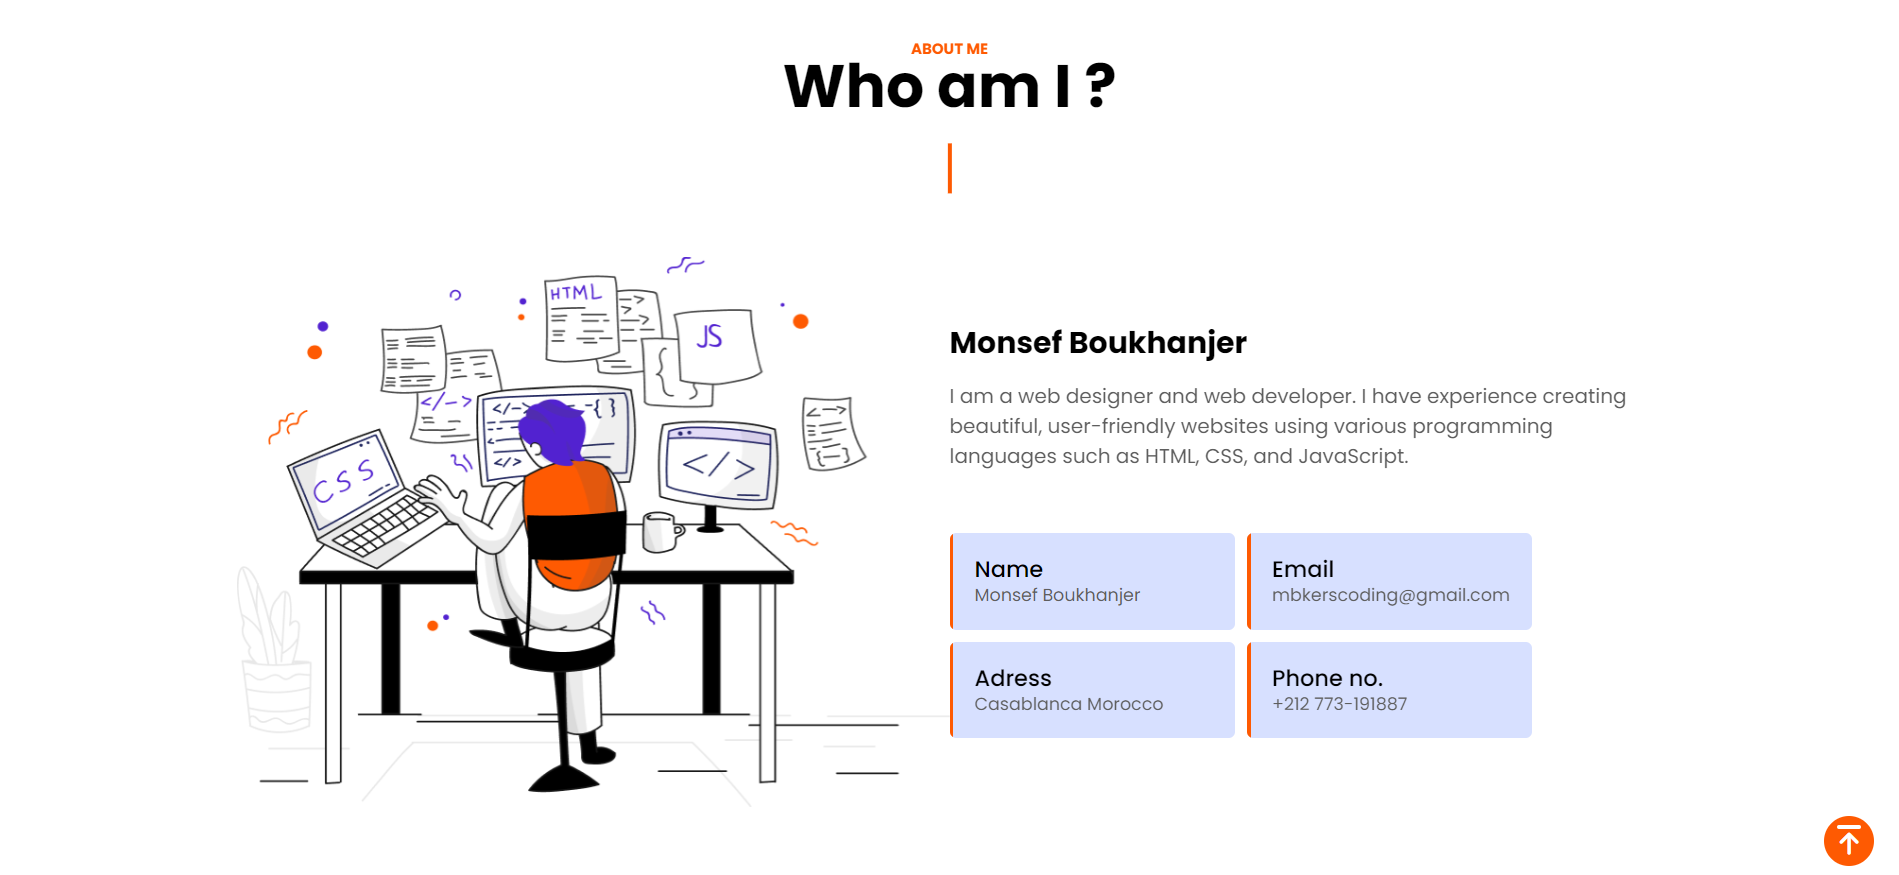 ABOUT ME
Who am I ?
HTML
JS
</-->
</-->
{ }
</>
</>
CSS
<-->
{--}
Monsef Boukhanjer
I am a web designer and web developer. I have experience creating
beautiful, user-friendly websites using various programming
languages such as HTML, CSS, and JavaScript.
Name
Monsef Boukhanjer
Email
mbkerscoding@gmail.com
Adress
Casablanca Morocco
Phone no.
+212 773-191887